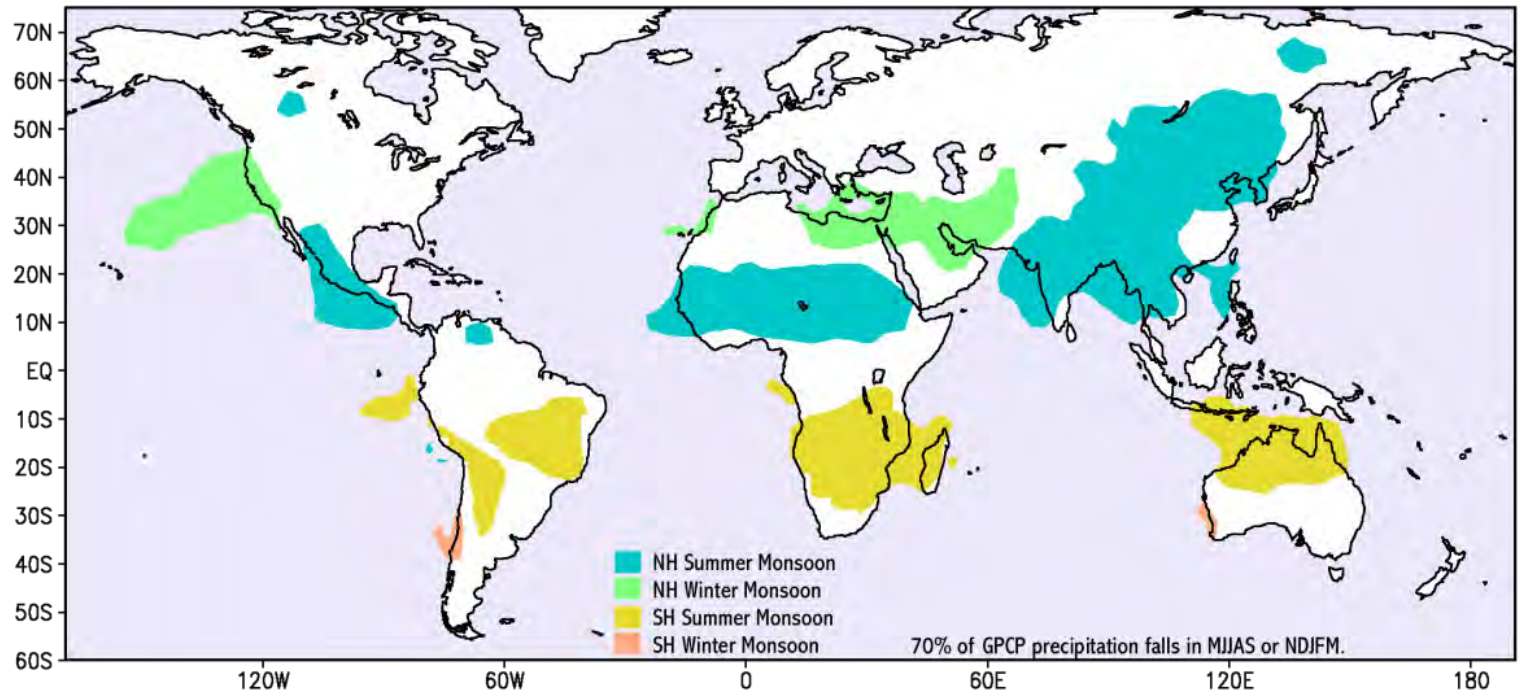 70N
60N
50N
40N
30N
20N
10N
EQ
10S
20S
30S
40S
50S
60S
NH Summer Monsoon
NH Winter Monsoon
SH Summer Monsoon
SH Winter Monsoon
70% of GPCP precipitation falls in MJJAS or NDJFM.
120W 60W 0 60E 120E 180